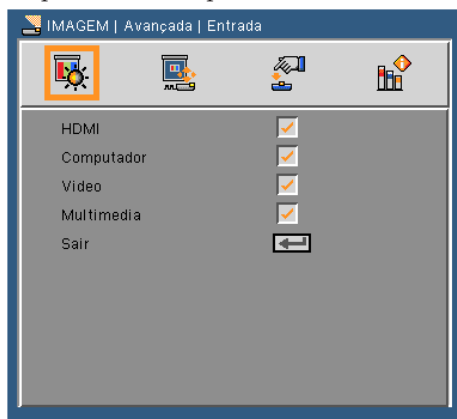 IMAGEM | Avançada | Entrada
HDMI
Computador
Video
Multimedia
Sair